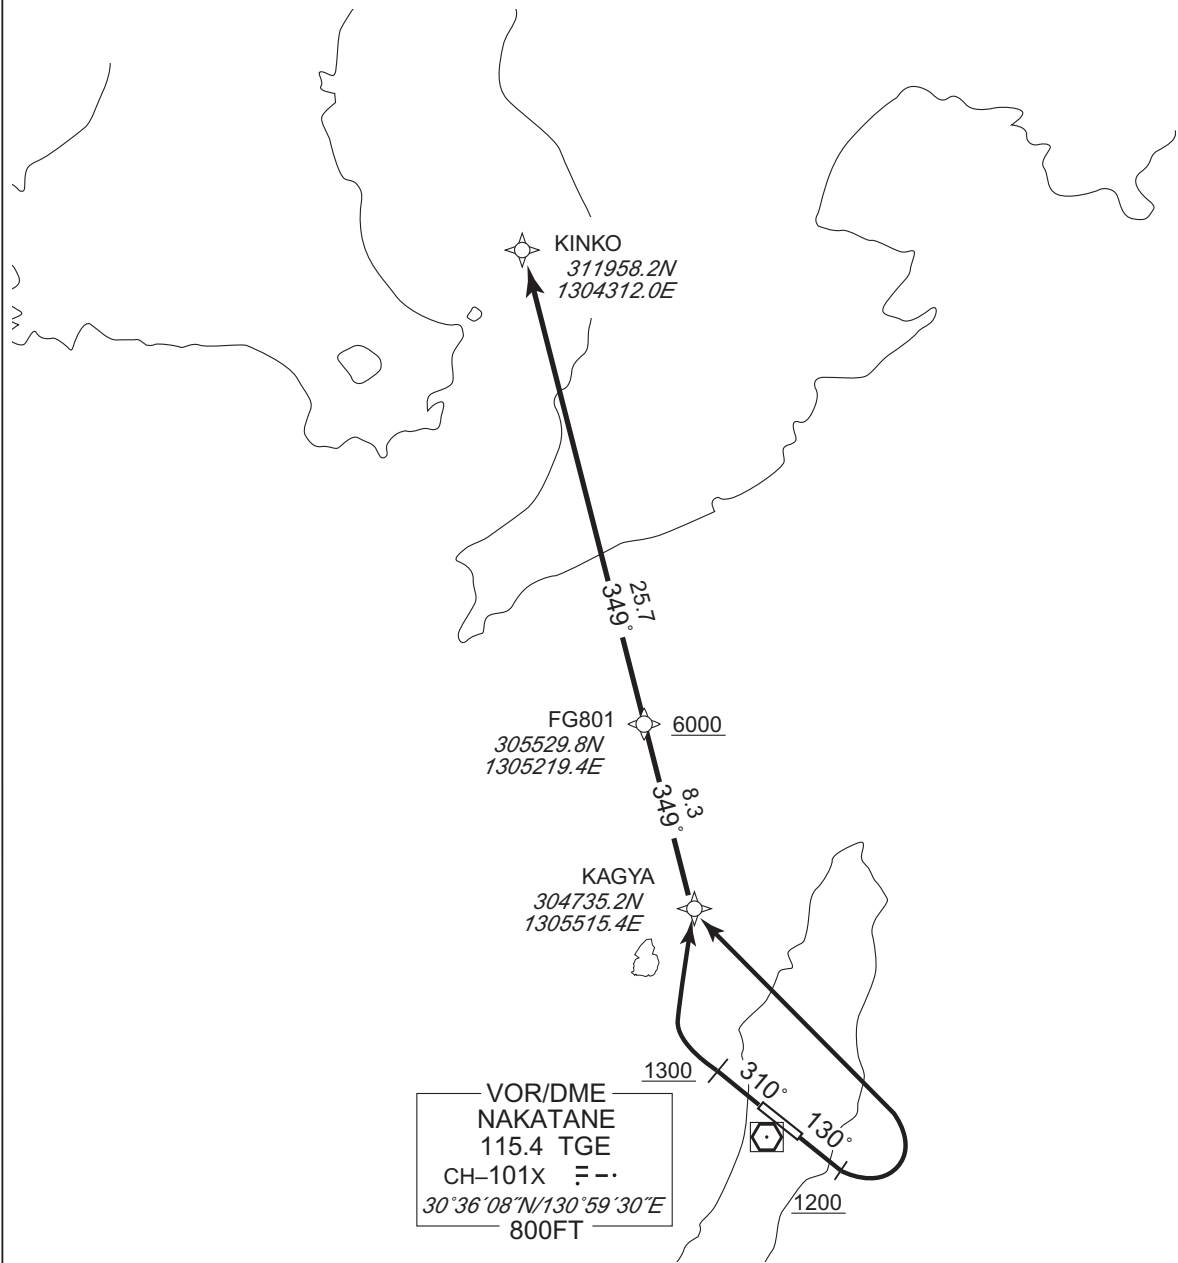 KINKO
311958.2N
1304312.0E
25.7
349°
FG801
305529.8N
1305219.4E
6000
8.3
349°
KAGYA
304735.2N
1305515.4E
1300
310°
130°
1200
VOR/DME
NAKATANE
115.4 TGE
CH–101X
30°36´08˝N/130°59´30˝E
800FT